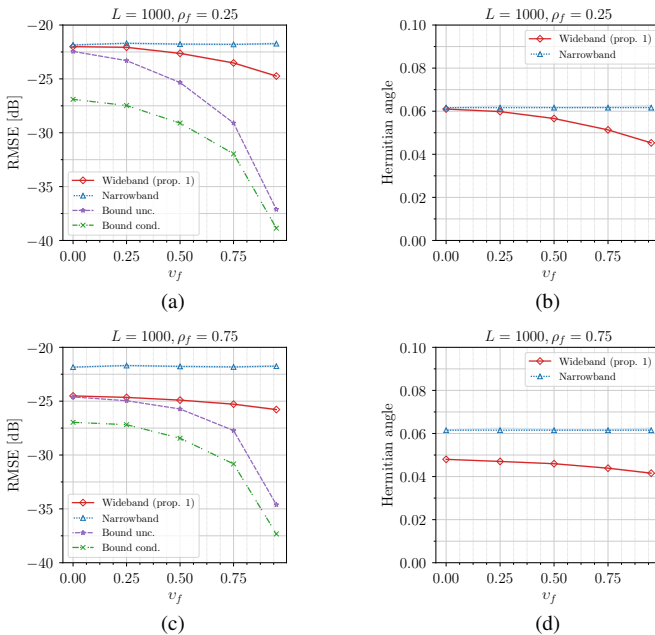 L = 1000, ρ_f = 0.25
RMSE [dB]
−20
−25
−30
−35
−40
Wideband (prop. 1)
Narrowband
Bound unc.
Bound cond.
0.00 0.25 0.50 0.75
υ_f
(a)
L = 1000, ρ_f = 0.25
Hermitian angle
0.10
0.08
0.06
0.04
0.02
0.00
Wideband (prop. 1)
Narrowband
0.00 0.25 0.50 0.75
υ_f
(b)
L = 1000, ρ_f = 0.75
RMSE [dB]
−20
−25
−30
−35
−40
Wideband (prop. 1)
Narrowband
Bound unc.
Bound cond.
0.00 0.25 0.50 0.75
υ_f
(c)
L = 1000, ρ_f = 0.75
Hermitian angle
0.10
0.08
0.06
0.04
0.02
0.00
Wideband (prop. 1)
Narrowband
0.00 0.25 0.50 0.75
υ_f
(d)